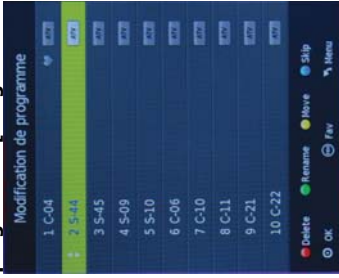 Modification de programme
1 C-04 ATV
2 S-44 ATV
3 S-45 ATV
4 S-09 ATV
5 S-10 ATV
6 C-06 ATV
7 C-10 ATV
8 C-11 ATV
9 C-21 ATV
10 C-22 ATV
Delete Rename Move Skip
OK Fav Menu